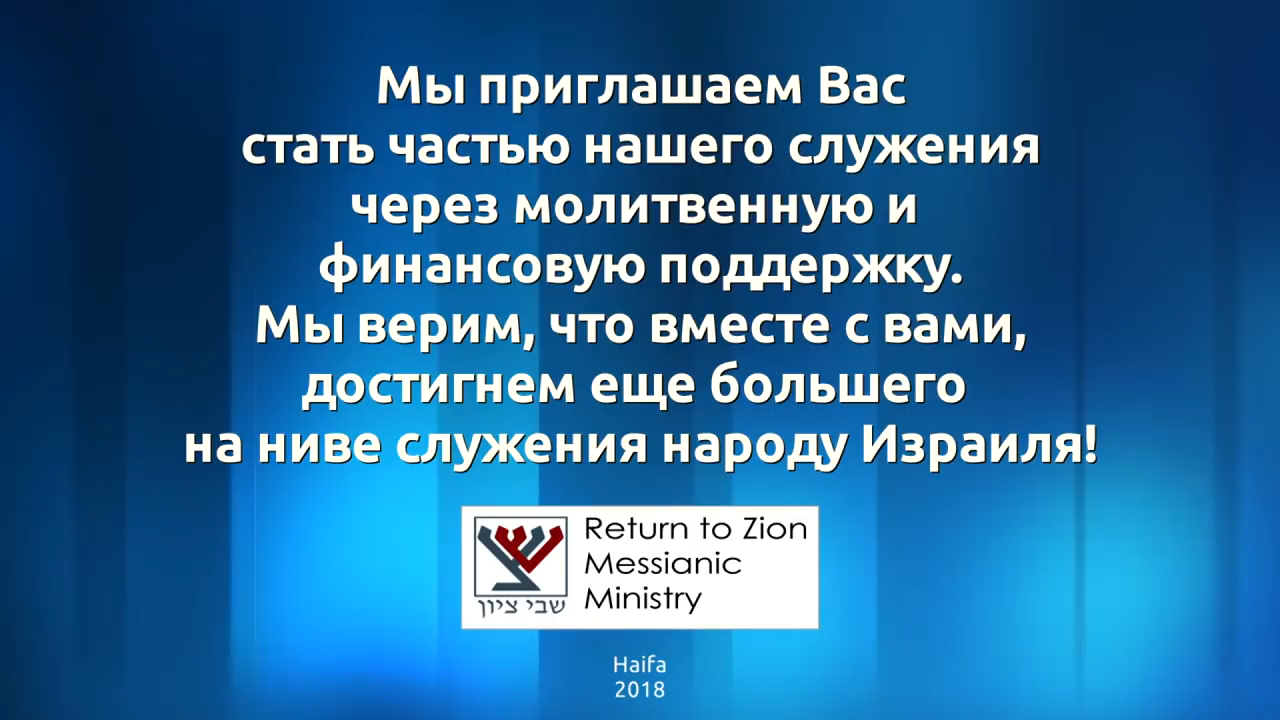 Мы приглашаем Вас
стать частью нашего служения
через молитвенную и
финансовую поддержку.
Мы верим, что вместе с вами,
достигнем еще большего
на ниве служения народу Израиля!
Return to Zion
Messianic
Ministry
שבי ציון
Haifa
2018